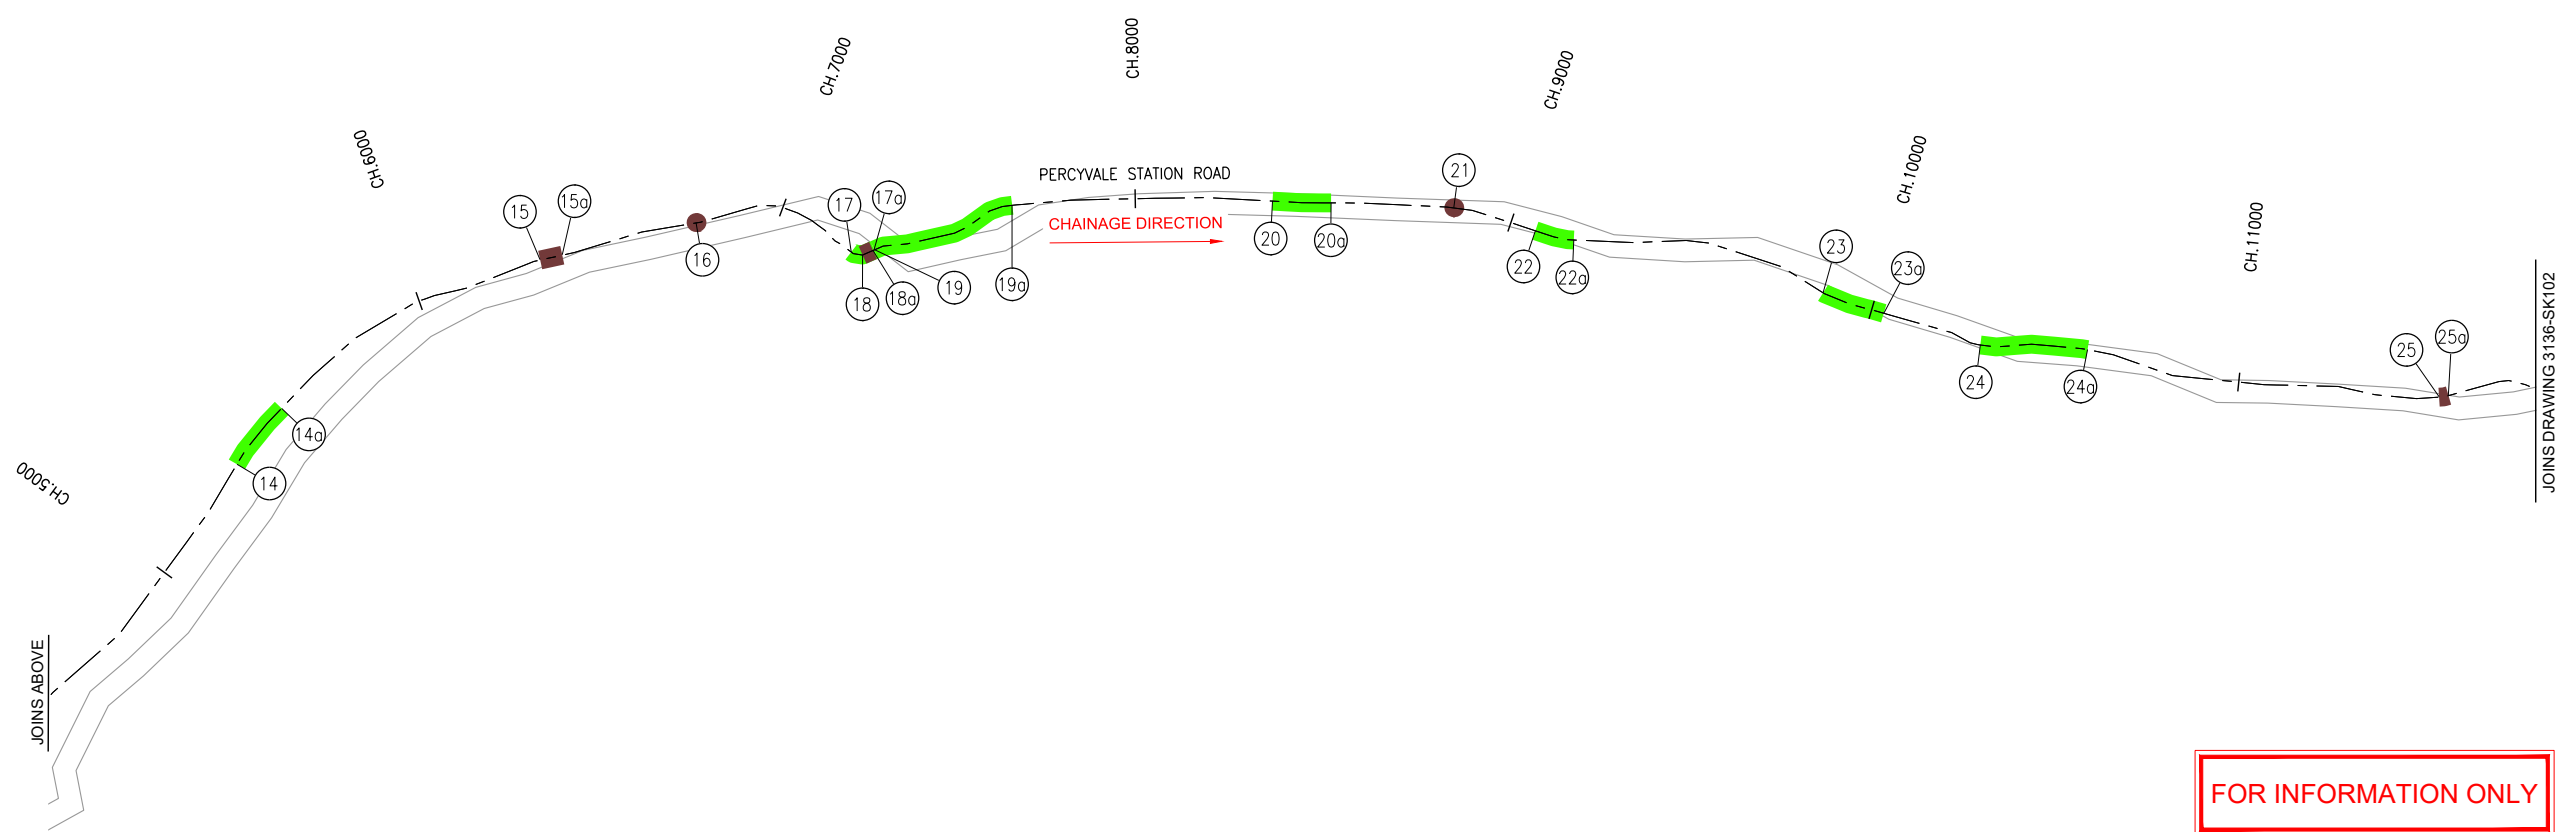 CH.5000
CH.6000
CH.7000
CH.8000
CH.9000
CH.10000
CH.11000
PERCYVALE STATION ROAD
CHAINAGE DIRECTION
14
14a
15
15a
16
17
17a
18
18a
19
19a
20
20a
21
22
22a
23
23a
24
24a
25
25a
JOINS ABOVE
JOINS DRAWING 3136-SK102
FOR INFORMATION ONLY